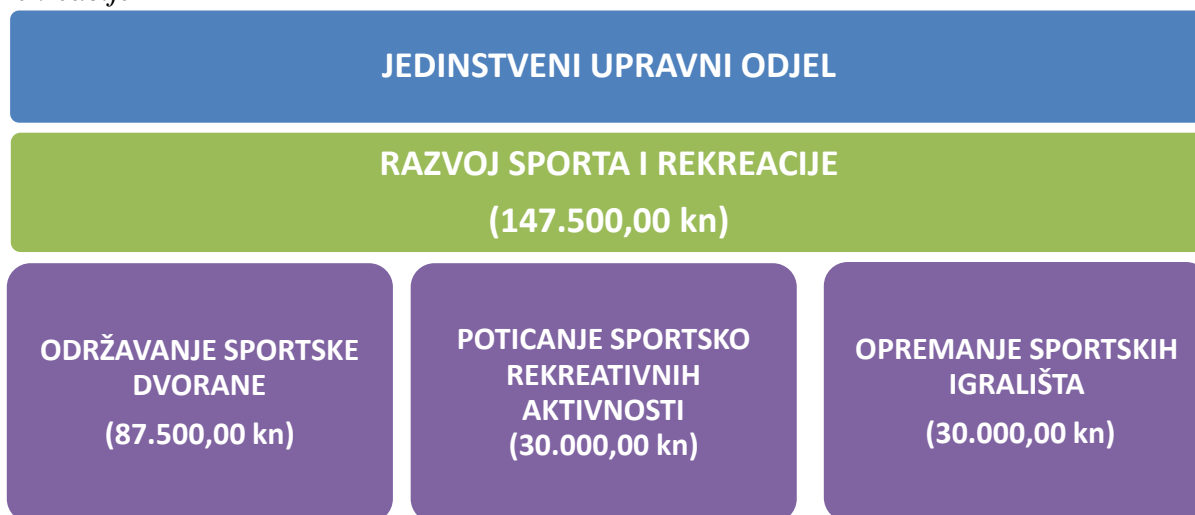 JEDINSTVENI UPRAVNI ODJEL
RAZVOJ SPORTA I REKREACIJE
(147.500,00 kn)
ODRŽAVANJE SPORTSKE
DVORANE
(87.500,00 kn)
POTICANJE SPORTSKO
REKREATIVNIH
AKTIVNOSTI
(30.000,00 kn)
OPREMANJE SPORTSKIH
IGRALIŠTA
(30.000,00 kn)